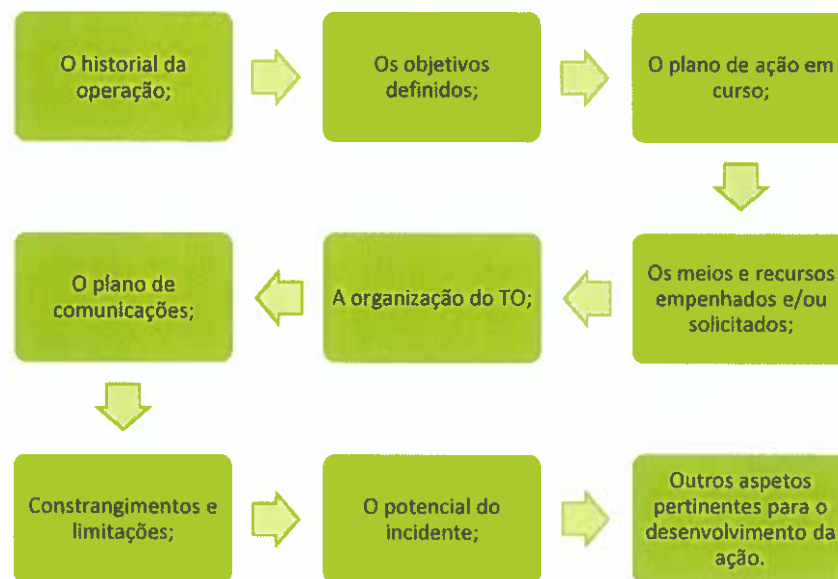 O historial da
operação;
Os objetivos
definidos;
O plano de ação em
curso;
Os meios e recursos
empenhados e/ou
solicitados;
A organização do TO;
O plano de
comunicações;
Constrangimentos e
limitações;
O potencial do
incidente;
Outros aspetos
pertinentes para o
desenvolvimento da
ação.